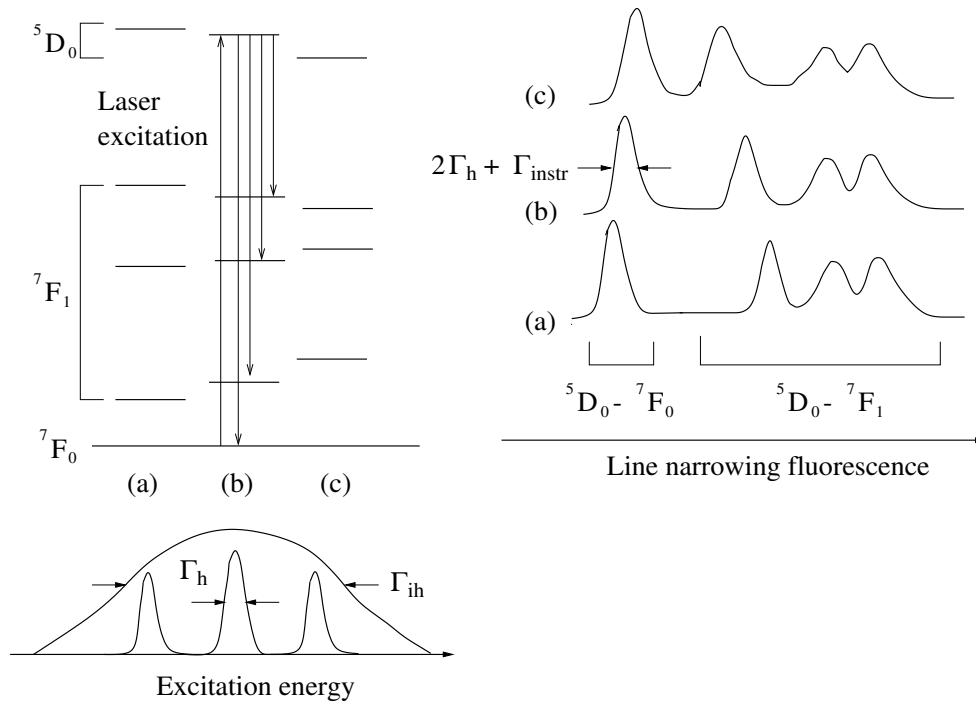 ⁵D₀
Laser
excitation
⁷F₁
⁷F₀
(a) (b) (c)
Γh
Γih
Excitation energy
(c)
2Γh + Γinstr
(b)
(a)
⁵D₀ - ⁷F₀ ⁵D₀ - ⁷F₁
Line narrowing fluorescence